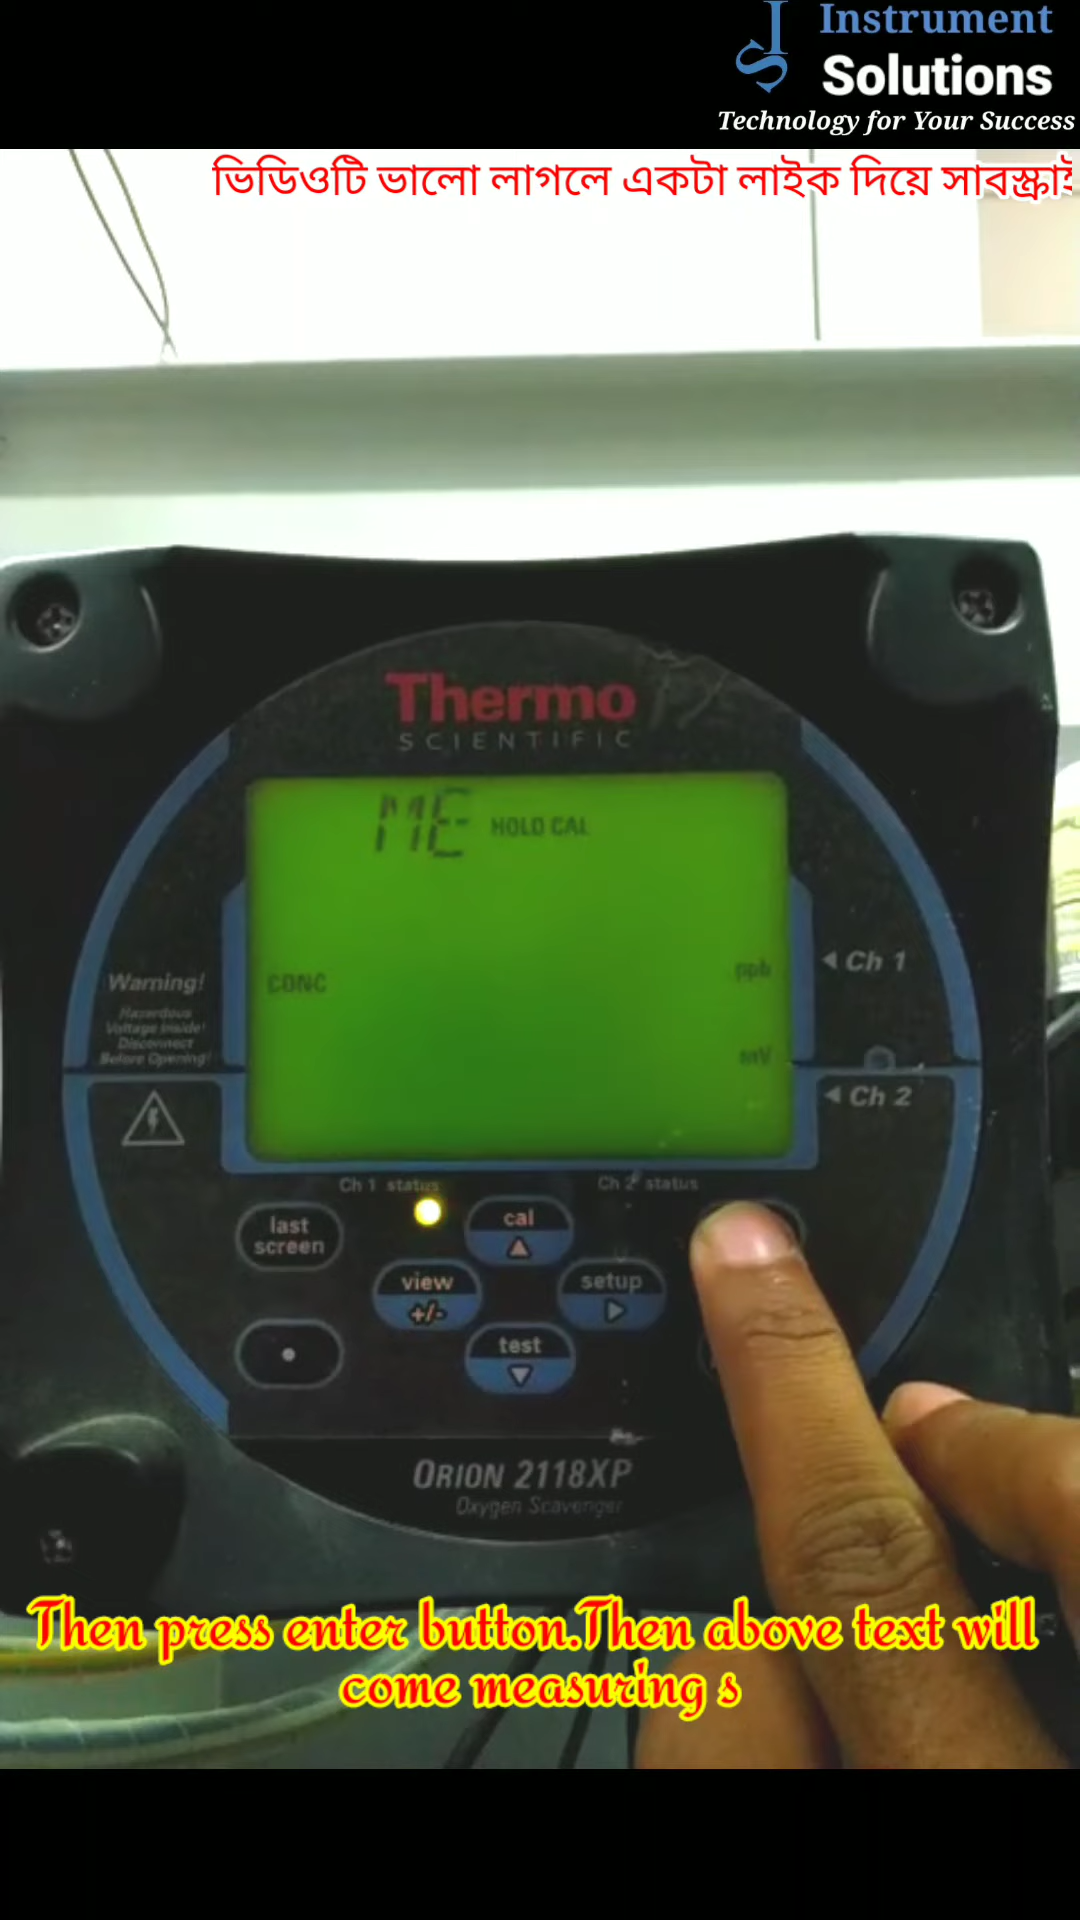 Instrument
Solutions
Technology for Your Success
ভিডিওটি ভালো লাগলে একটা লাইক দিয়ে
Thermo
SCIENTIFIC
ME HOLD CAL
CONC
ppb
mV
Ch 1
Ch 2
Warning!
Hazardous
Voltage Inside!
Disconnect
Before Opening!
Ch 1 status
Ch 2 status
last
screen
cal
view
+/-
setup
test
ORION 2118XP
Oxygen Scavenger
Then press enter button.Then above text will
come measuring s